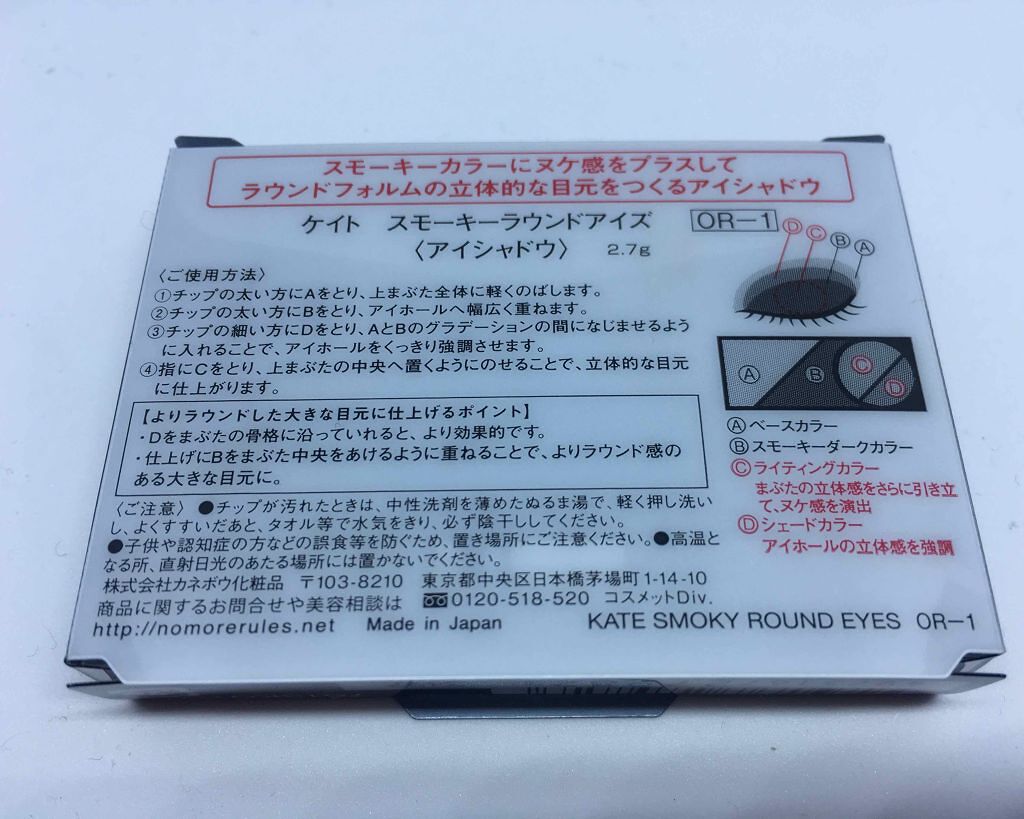 スモーキーカラーにヌケ感をプラスして
ラウンドフォルムの立体的な目元をつくるアイシャドウ
ケイト　スモーキーラウンドアイズ　OR−1
〈アイシャドウ〉　2.7g
〈ご使用方法〉
①チップの太い方にAをとり、上まぶた全体に軽くのばします。
②チップの太い方にBをとり、アイホールへ幅広く重ねます。
③チップの細い方にDをとり、AとBのグラデーションの間になじませるよう
に入れることで、アイホールをくっきり強調させます。
④指にCをとり、上まぶたの中央へ置くようにのせることで、立体的な目元
に仕上がります。
【よりラウンドした大きな目元に仕上げるポイント】
・Dをまぶたの骨格に沿っていれると、より効果的です。
・仕上げにBをまぶた中央をあけるように重ねることで、よりラウンド感の
ある大きな目元に。
Ⓓ Ⓒ Ⓑ Ⓐ
Ⓐ Ⓑ Ⓒ Ⓓ
Ⓐベースカラー
Ⓑスモーキーダークカラー
Ⓒライティングカラー
まぶたの立体感をさらに引き立
て、ヌケ感を演出
Ⓓシェードカラー
アイホールの立体感を強調
〈ご注意〉●チップが汚れたときは、中性洗剤を薄めたぬるま湯で、軽く押し洗い
し、よくすすいだあと、タオル等で水気をきり、必ず陰干ししてください。
●子供や認知症の方などの誤食等を防ぐため、置き場所にご注意ください。●高温と
なる所、直射日光のあたる場所には置かないでください。
株式会社カネボウ化粧品　〒103-8210　東京都中央区日本橋茅場町1-14-10
商品に関するお問合せや美容相談は　0120-518-520　コスメットDiv.
http://nomorerules.net　Made in Japan　KATE SMOKY ROUND EYES　OR−1